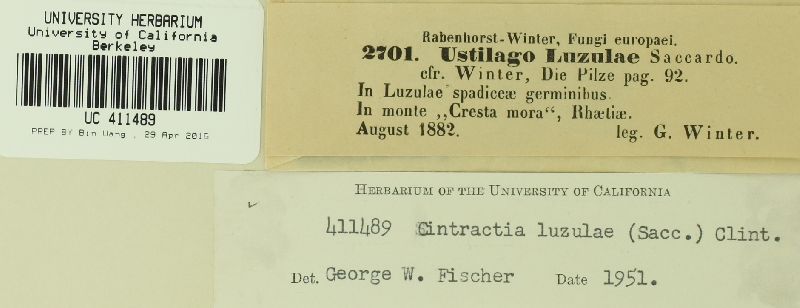 UNIVERSITY HERBARIUM
University of California
Berkeley
UC 411489
PREP BY Bin Wang , 29 Apr 2015
Rabenhorst-Winter, Fungi europaei.
2701. Ustilago Luzulae Saccardo.
cfr. Winter, Die Pilze pag. 92.
In Luzulae spadiceæ germinibus.
In monte „Cresta mora“, Rhætiæ.
August 1882. leg. G. Winter.
HERBARIUM OF THE UNIVERSITY OF CALIFORNIA
411489 Cintractia luzulae (Sacc.) Clint.
Det. George W. Fischer Date 1951.